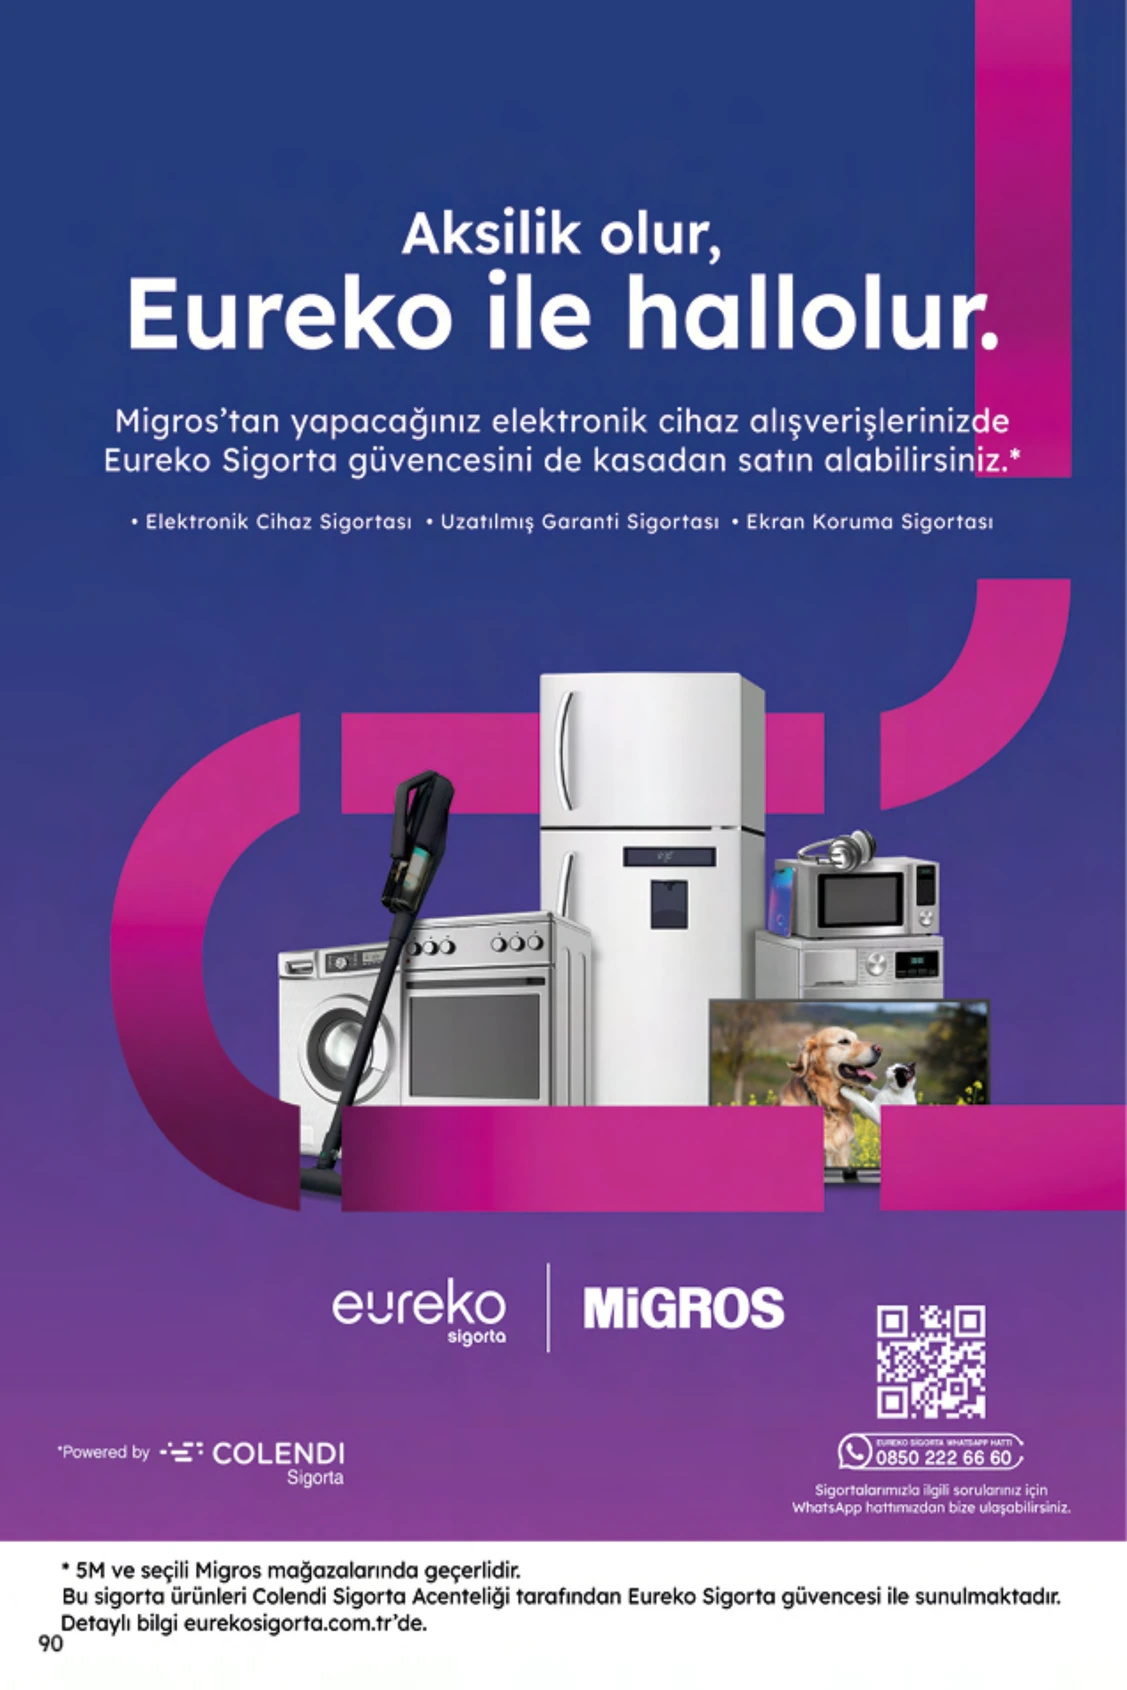 Aksilik olur,
Eureko ile hallolur.
Migros’tan yapacağınız elektronik cihaz alışverişlerinizde
Eureko Sigorta güvencesini de kasadan satın alabilirsiniz.*
• Elektronik Cihaz Sigortası • Uzatılmış Garanti Sigortası • Ekran Koruma Sigortası
eureko
sigorta
MiGROS
*Powered by COLENDI
Sigorta
EUREKO SİGORTA WHATSAPP HATTI
0850 222 66 60
Sigortalarımızla ilgili sorularınız için
WhatsApp hattımızdan bize ulaşabilirsiniz.
* 5M ve seçili Migros mağazalarında geçerlidir.
Bu sigorta ürünleri Colendi Sigorta Acenteliği tarafından Eureko Sigorta güvencesi ile sunulmaktadır.
Detaylı bilgi eurekosigorta.com.tr’de.
90